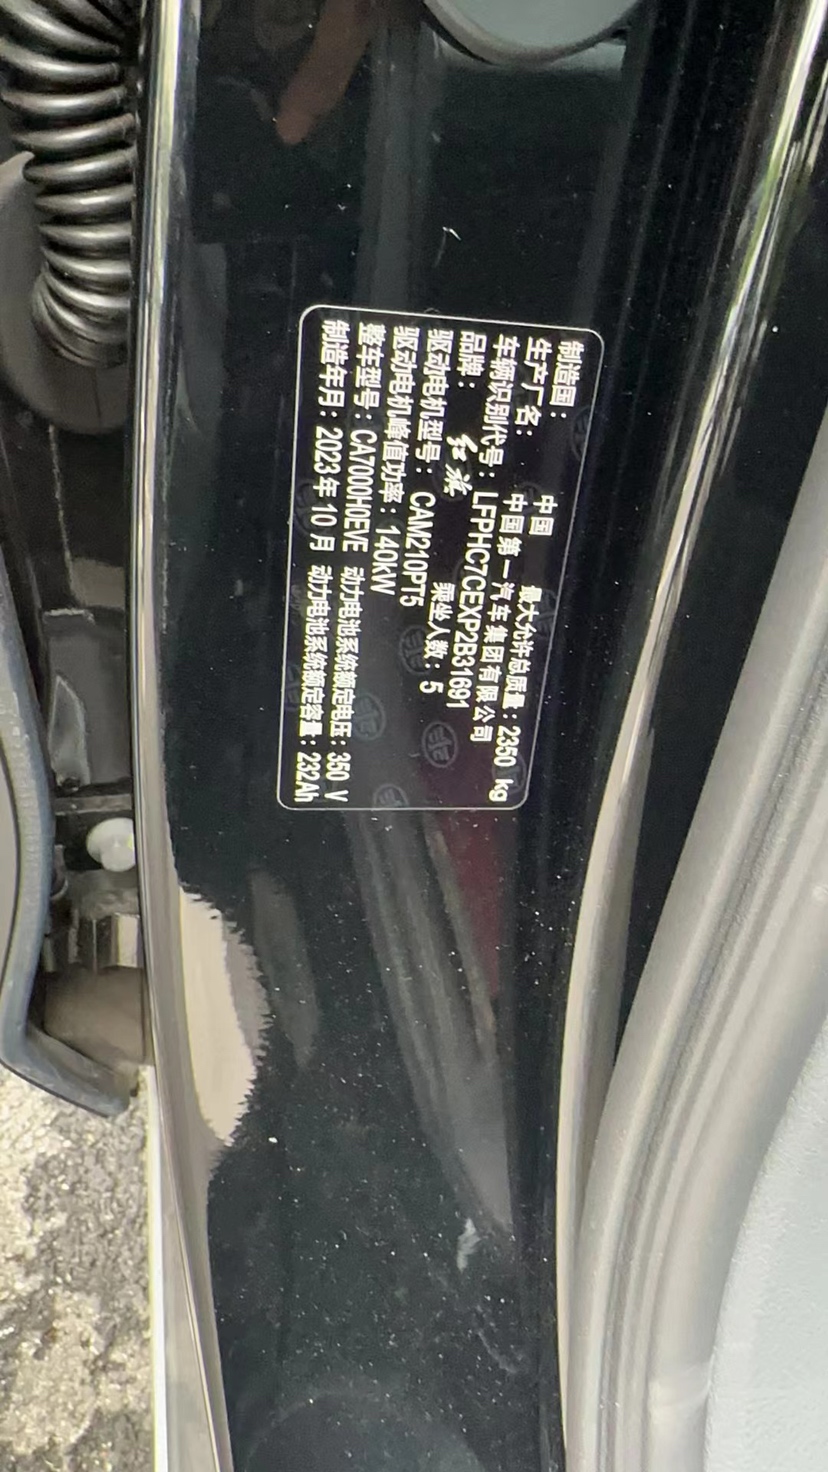 制造国： 中国 最大允许总质量：2350 kg
生产厂名： 中国第一汽车集团有限公司
车辆识别代号：LFPHC7CEXP2B31691
品牌： 红旗 乘坐人数：5
驱动电机型号：CAM210PT5
驱动电机峰值功率：140kW
整车型号：CA7000H0EVE 动力电池系统额定电压：350 V
制造年月：2023年 10 月 动力电池系统额定容量：232Ah